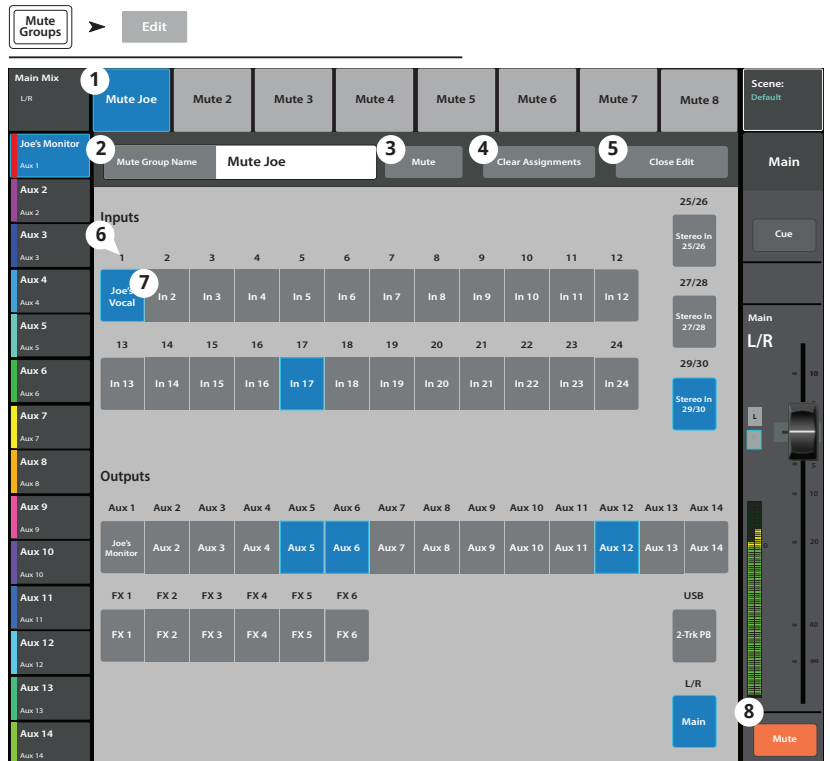 Mute Groups
Edit
Main Mix
L/R
1
Mute Joe
Mute 2
Mute 3
Mute 4
Mute 5
Mute 6
Mute 7
Mute 8
Scene:
Default
Joe's Monitor
Aux 1
2
Mute Group Name
Mute Joe
3
Mute
4
Clear Assignments
5
Close Edit
Main
Aux 2
Aux 2
Aux 3
Aux 3
Aux 4
Aux 4
Aux 5
Aux 5
Aux 6
Aux 6
Aux 7
Aux 7
Aux 8
Aux 8
Aux 9
Aux 9
Aux 10
Aux 10
Aux 11
Aux 11
Aux 12
Aux 12
Aux 13
Aux 13
Aux 14
Aux 14
Inputs
6
1 2 3 4 5 6 7 8 9 10 11 12
Joe's Vocal
7
In 2 In 3 In 4 In 5 In 6 In 7 In 8 In 9 In 10 In 11 In 12
13 14 15 16 17 18 19 20 21 22 23 24
In 13 In 14 In 15 In 16 In 17 In 18 In 19 In 20 In 21 In 22 In 23 In 24
25/26
Stereo In
25/26
27/28
Stereo In
27/28
29/30
Stereo In
29/30
Outputs
Aux 1 Aux 2 Aux 3 Aux 4 Aux 5 Aux 6 Aux 7 Aux 8 Aux 9 Aux 10 Aux 11 Aux 12 Aux 13 Aux 14
Joe's Monitor
Aux 2 Aux 3 Aux 4 Aux 5 Aux 6 Aux 7 Aux 8 Aux 9 Aux 10 Aux 11 Aux 12 Aux 13 Aux 14
FX 1 FX 2 FX 3 FX 4 FX 5 FX 6
FX 1 FX 2 FX 3 FX 4 FX 5 FX 6
USB
2-Trk PB
L/R
Main
Cue
Main
L/R
10
L
5
10
0
20
40
60
8
Mute